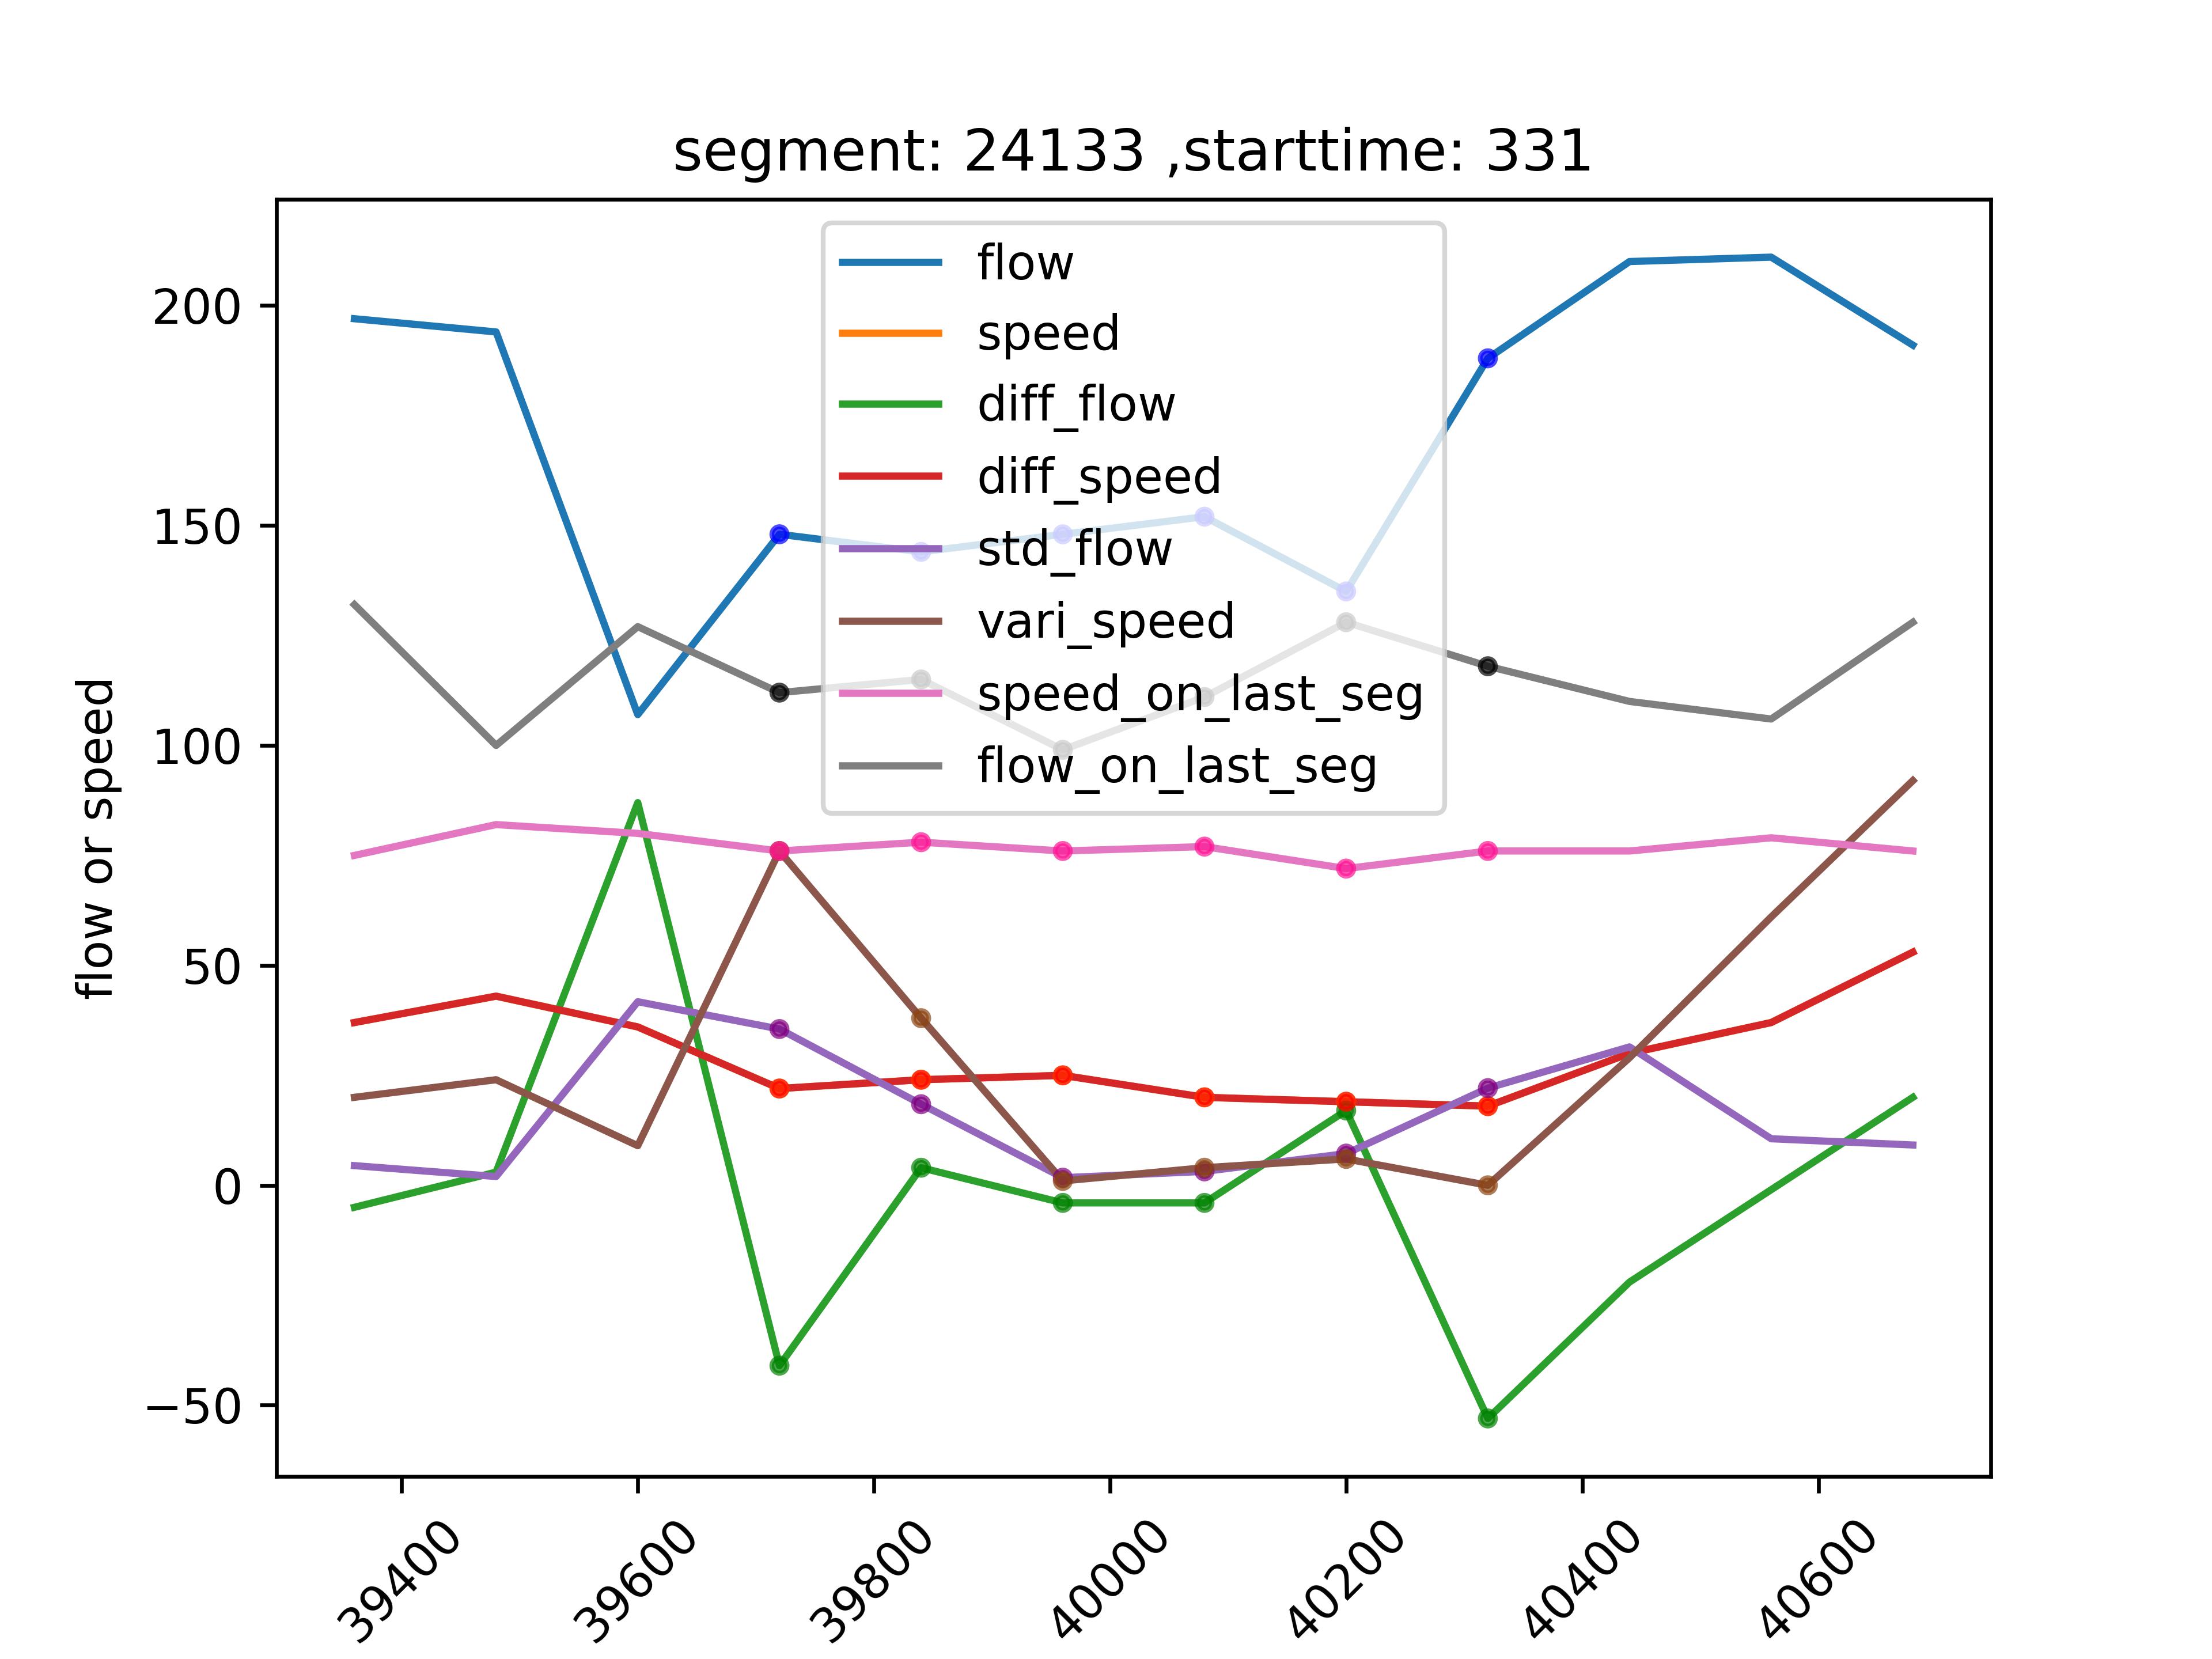 segment: 24133 ,starttime: 331
flow or speed
200
150
100
50
0
−50
flow
speed
diff_flow
diff_speed
std_flow
vari_speed
speed_on_last_seg
flow_on_last_seg
39400
39600
39800
40000
40200
40400
40600